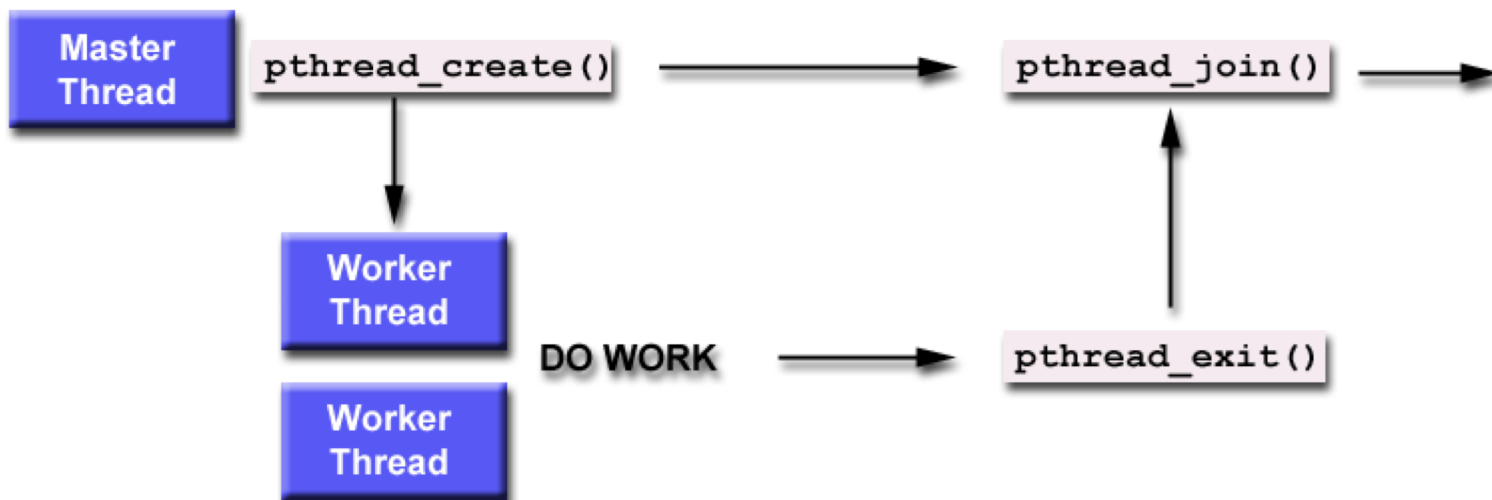 Master
Thread
pthread_create()
pthread_join()
Worker
Thread
DO WORK
pthread_exit()
Worker
Thread